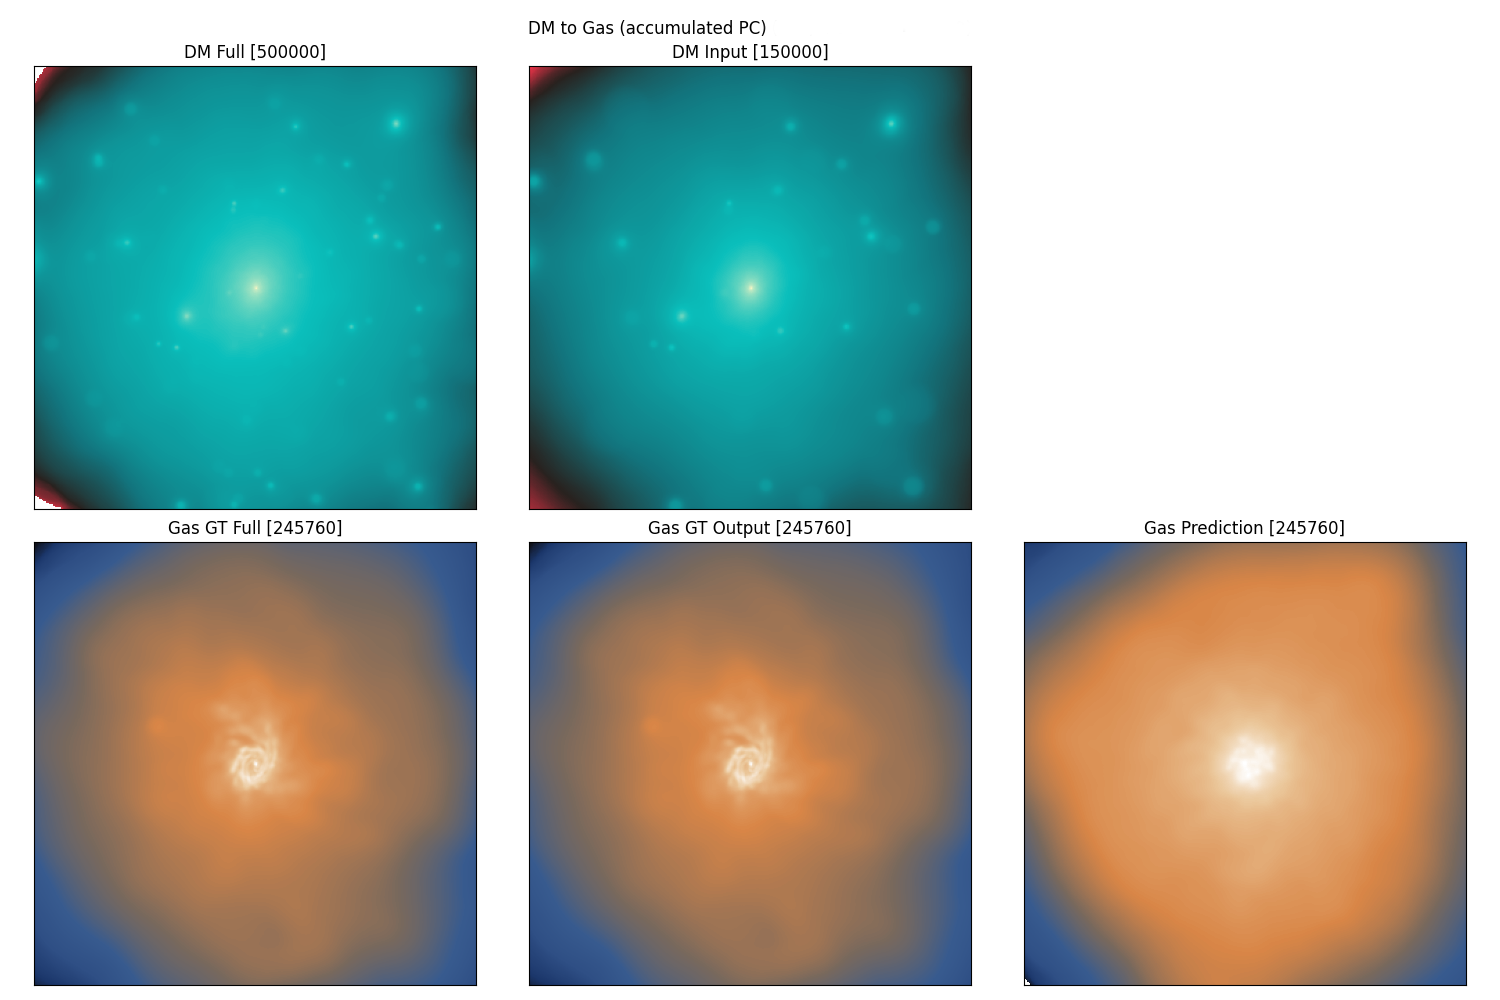 DM to Gas (accumulated PC)
DM Full [500000]
DM Input [150000]
Gas GT Full [245760]
Gas GT Output [245760]
Gas Prediction [245760]